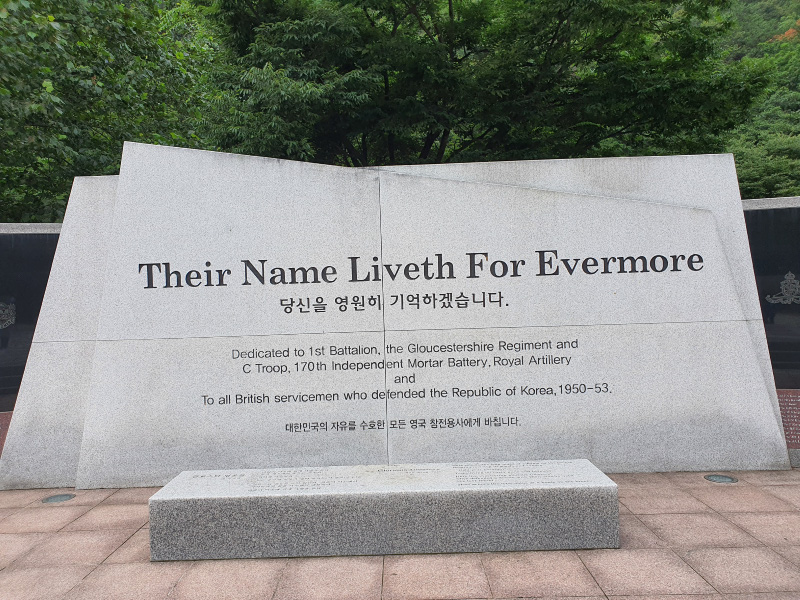 Their Name Liveth For Evermore
당신을 영원히 기억하겠습니다.
Dedicated to 1st Battalion, the Gloucestershire Regiment and
C Troop, 170th Independent Mortar Battery, Royal Artillery
and
To all British servicemen who defended the Republic of Korea, 1950-53.
대한민국의 자유를 수호한 모든 영국 참전용사에게 바칩니다.